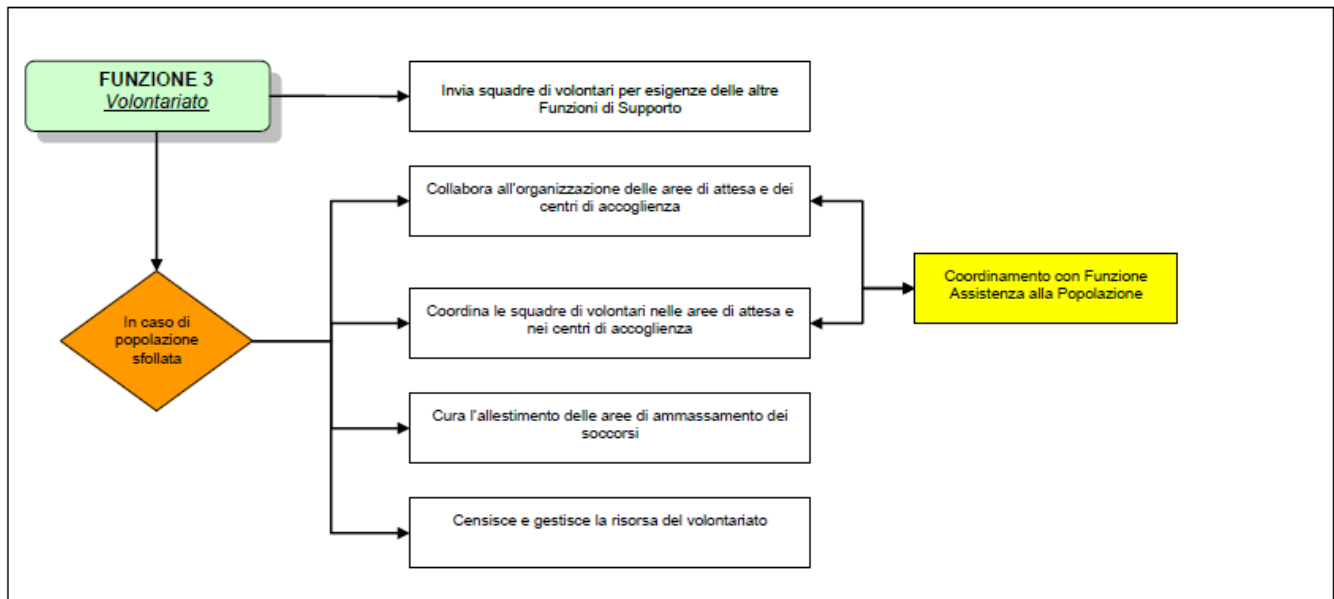 FUNZIONE 3
Volontariato
Invia squadre di volontari per esigenze delle altre
Funzioni di Supporto
Collabora all'organizzazione delle aree di attesa e dei
centri di accoglienza
Coordinamento con Funzione
Assistenza alla Popolazione
In caso di
popolazione
sfollata
Coordina le squadre di volontari nelle aree di attesa e
nei centri di accoglienza
Cura l'allestimento delle aree di ammassamento dei
soccorsi
Censisce e gestisce la risorsa del volontariato